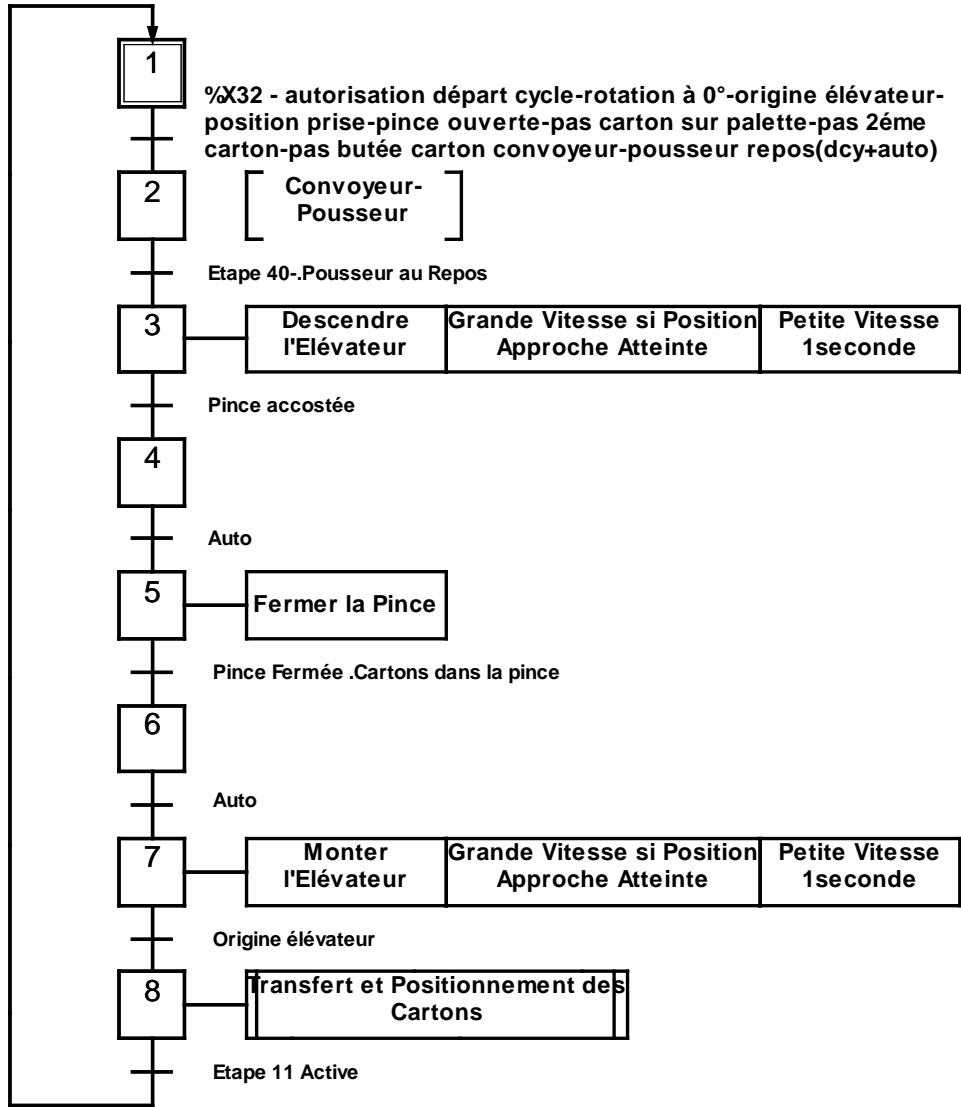 1
%X32 - autorisation départ cycle-rotation à 0°-origine élévateur-
position prise-pince ouverte-pas carton sur palette-pas 2éme
carton-pas butée carton convoyeur-pousseur repos(dcy+auto)
2
Convoyeur-
Pousseur
Etape 40-.Pousseur au Repos
3
Descendre
l'Elévateur
Grande Vitesse si Position
Approche Atteinte
Petite Vitesse
1seconde
Pince accostée
4
Auto
5
Fermer la Pince
Pince Fermée .Cartons dans la pince
6
Auto
7
Monter
l'Elévateur
Grande Vitesse si Position
Approche Atteinte
Petite Vitesse
1seconde
Origine élévateur
8
Transfert et Positionnement des
Cartons
Etape 11 Active